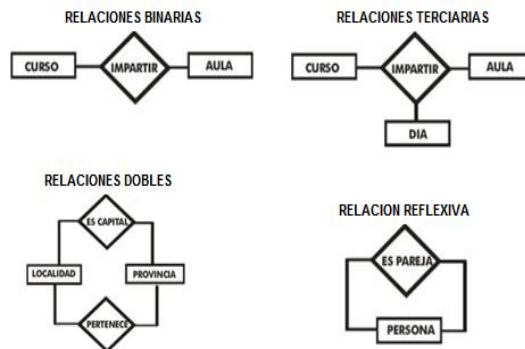 RELACIONES BINARIAS
CURSO
IMPARTIR
AULA
RELACIONES TERCIARIAS
CURSO
IMPARTIR
AULA
DIA
RELACIONES DOBLES
ES CAPITAL
LOCALIDAD
PROVINCIA
PERTENECE
RELACION REFLEXIVA
ES PAREJA
PERSONA